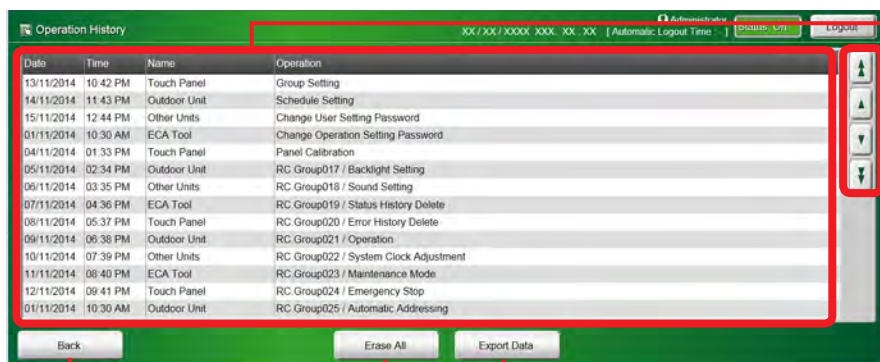 Operation History
Administrator
XX / XX / XXXX XXX. XX . XX [ Automatic Logout Time : ]
Status: On
Logout
Date Time Name Operation
13/11/2014 10:42 PM Touch Panel Group Setting
14/11/2014 11:43 PM Outdoor Unit Schedule Setting
15/11/2014 12:44 PM Other Units Change User Setting Password
01/11/2014 10:30 AM ECA Tool Change Operation Setting Password
04/11/2014 01:33 PM Touch Panel Panel Calibration
05/11/2014 02:34 PM Outdoor Unit RC Group017 / Backlight Setting
06/11/2014 03:35 PM Other Units RC Group018 / Sound Setting
07/11/2014 04:36 PM ECA Tool RC Group019 / Status History Delete
08/11/2014 05:37 PM Touch Panel RC Group020 / Error History Delete
09/11/2014 06:38 PM Outdoor Unit RC Group021 / Operation
10/11/2014 07:39 PM Other Units RC Group022 / System Clock Adjustment
11/11/2014 08:40 PM ECA Tool RC Group023 / Maintenance Mode
12/11/2014 09:41 PM Touch Panel RC Group024 / Emergency Stop
01/11/2014 10:30 AM Outdoor Unit RC Group025 / Automatic Addressing
Back Erase All Export Data